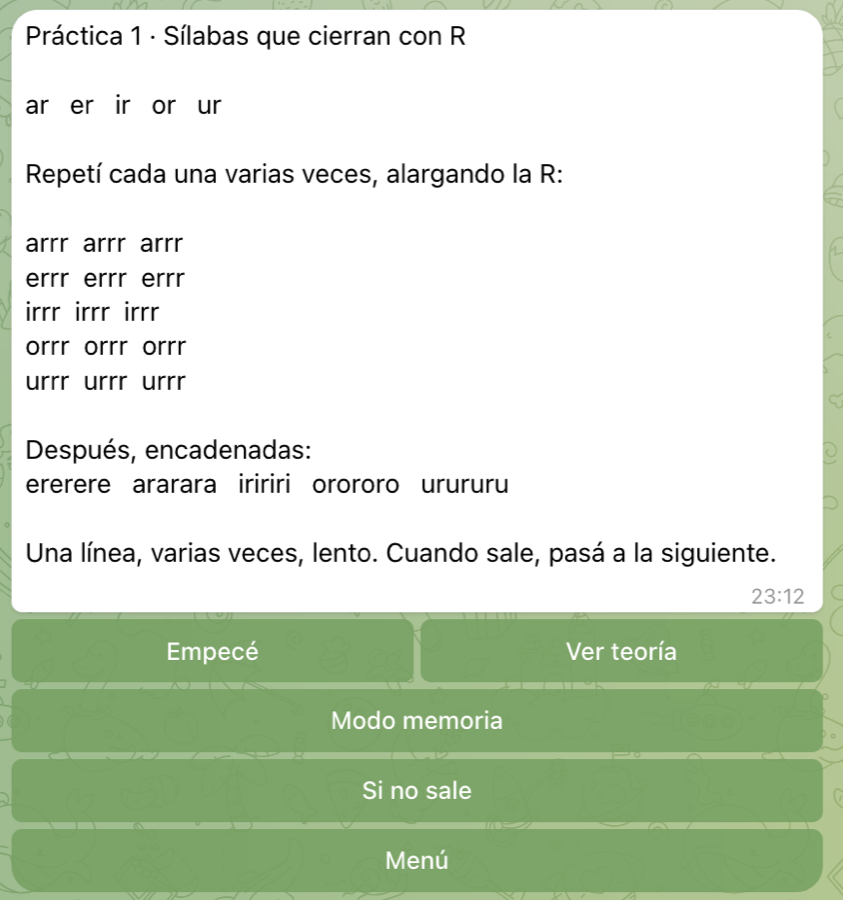 Práctica 1 · Sílabas que cierran con R
ar er ir or ur
Repetí cada una varias veces, alargando la R:
arrr arrr arrr
errr errr errr
irrr irrr irrr
orrr orrr orrr
urrr urrr urrr
Después, encadenadas:
ererere ararara iririri orororo urururu
Una línea, varias veces, lento. Cuando sale, pasá a la siguiente.
23:12
Empecé
Ver teoría
Modo memoria
Si no sale
Menú